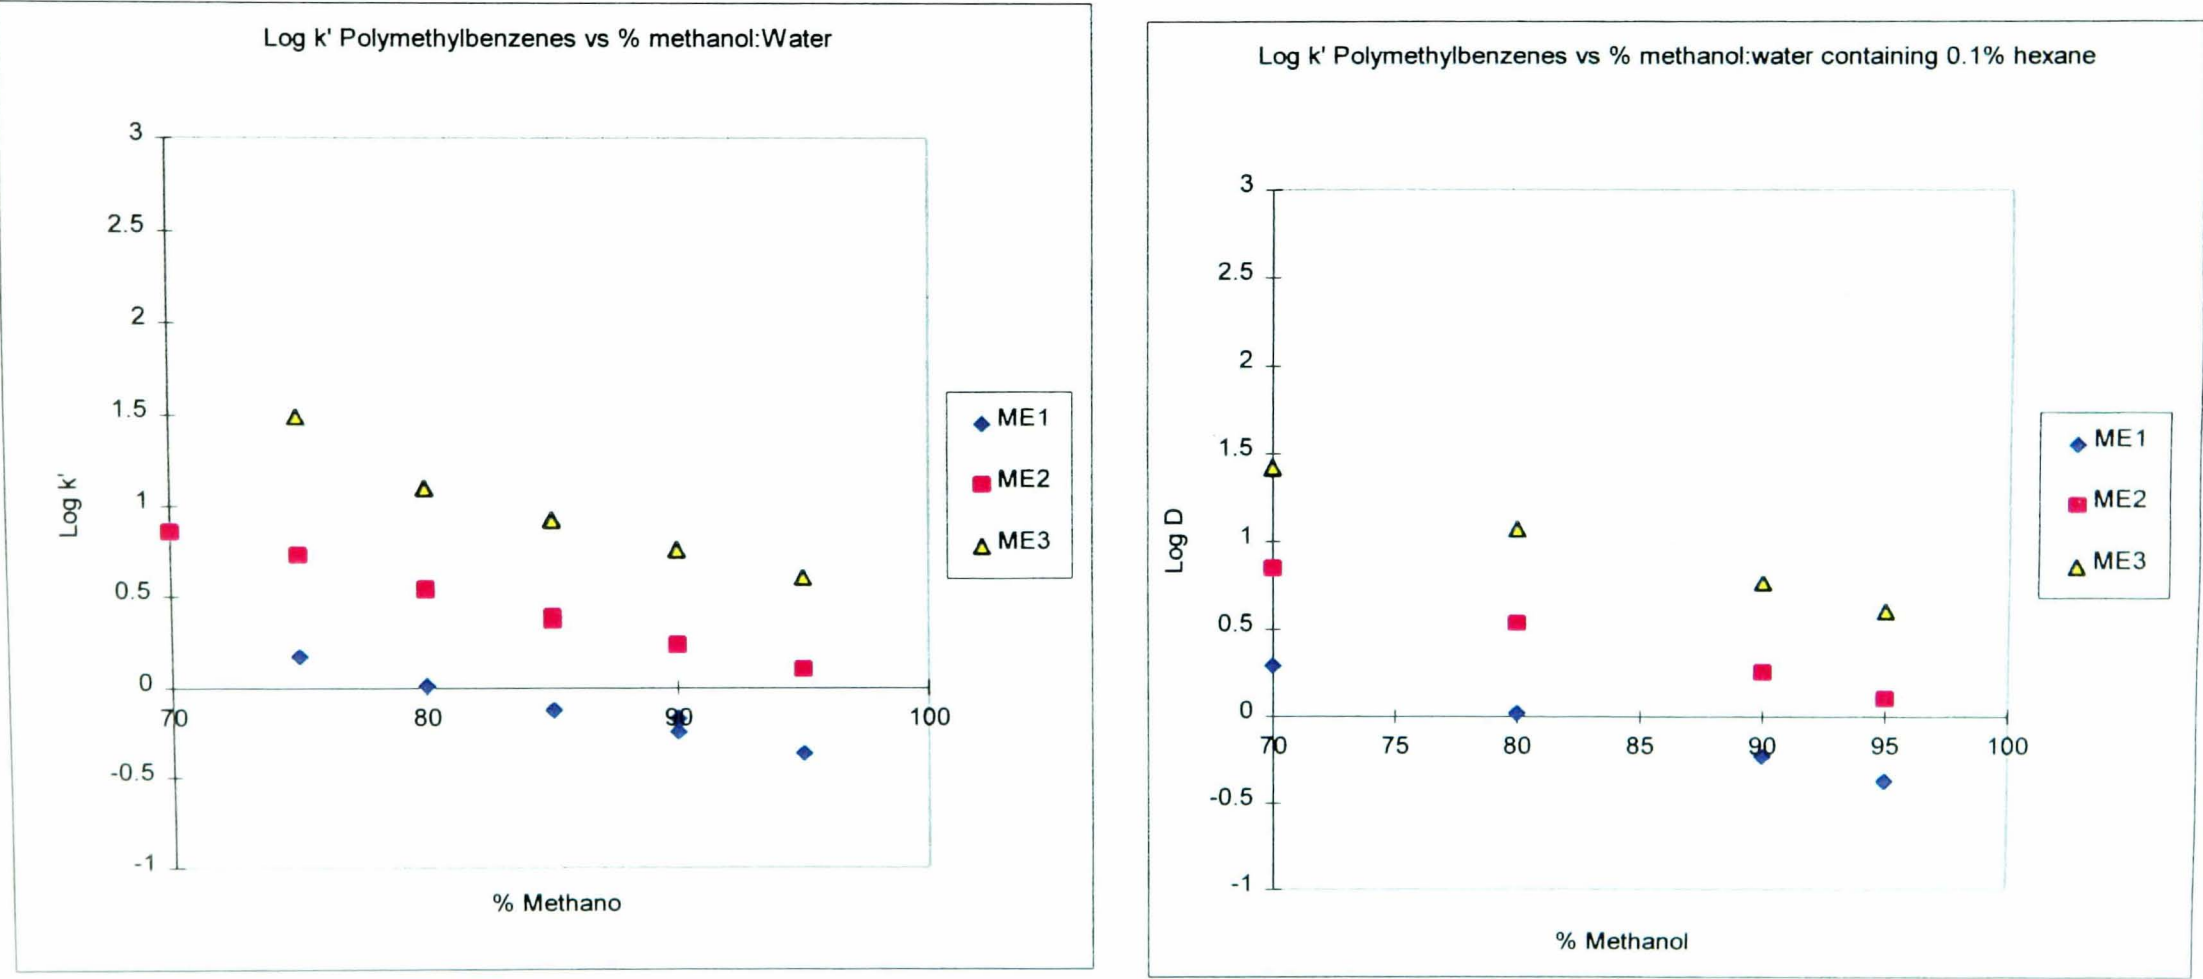 Log k' Polymethylbenzenes vs % methanol:Water
3
2.5
2
1.5
1
0.5
0
-0.5
-1
Log k'
70
80
90
100
% Methano
ME1
ME2
ME3
Log k' Polymethylbenzenes vs % methanol:water containing 0.1% hexane
3
2.5
2
1.5
1
0.5
0
-0.5
-1
Log D
70
75
80
85
90
95
100
% Methanol
ME1
ME2
ME3